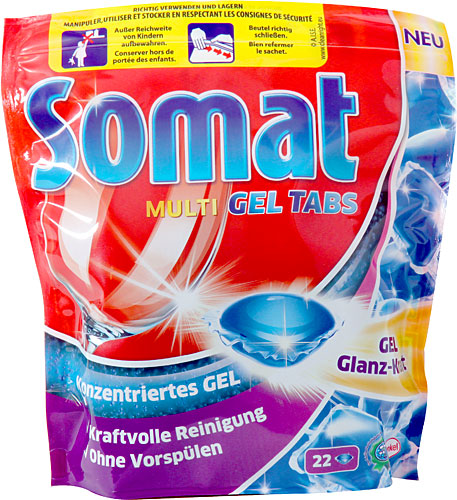 RICHTIG VERWENDEN UND LAGERN
MANIPULER, UTILISER ET STOCKER EN RESPECTANT LES CONSIGNES DE SÉCURITÉ
Außer Reichweite
von Kindern
aufbewahren.
Conserver hors de
portée des enfants.
Beutel richtig
schließen.
Bien refermer
le sachet.
© A.I.S.E.
NEU
Somat
MULTI GEL TABS
GEL
Konzentriertes GEL
Kraftvolle Reinigung
ohne Vorspülen
22
Henkel